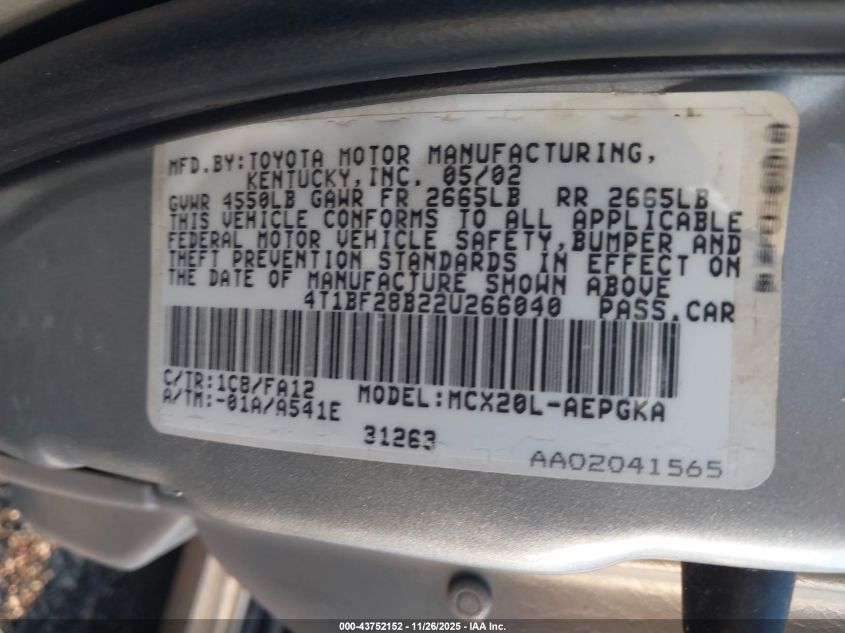 MFD.BY:TOYOTA MOTOR MANUFACTURING,
KENTUCKY,INC. 05/02
GVWR 4550LB GAWR FR 2665LB RR 2665LB
THIS VEHICLE CONFORMS TO ALL APPLICABLE
FEDERAL MOTOR VEHICLE SAFETY,BUMPER AND
THEFT PREVENTION STANDARDS IN EFFECT ON
THE DATE OF MANUFACTURE SHOWN ABOVE
4T1BF28B22U266040 PASS.CAR
C/TR:1C8/FA12 MODEL:MCX20L-AEPGKA
A/TM:-01A/A541E
31263
AA02041565
000-43752152 - 11/26/2025 - IAA Inc.